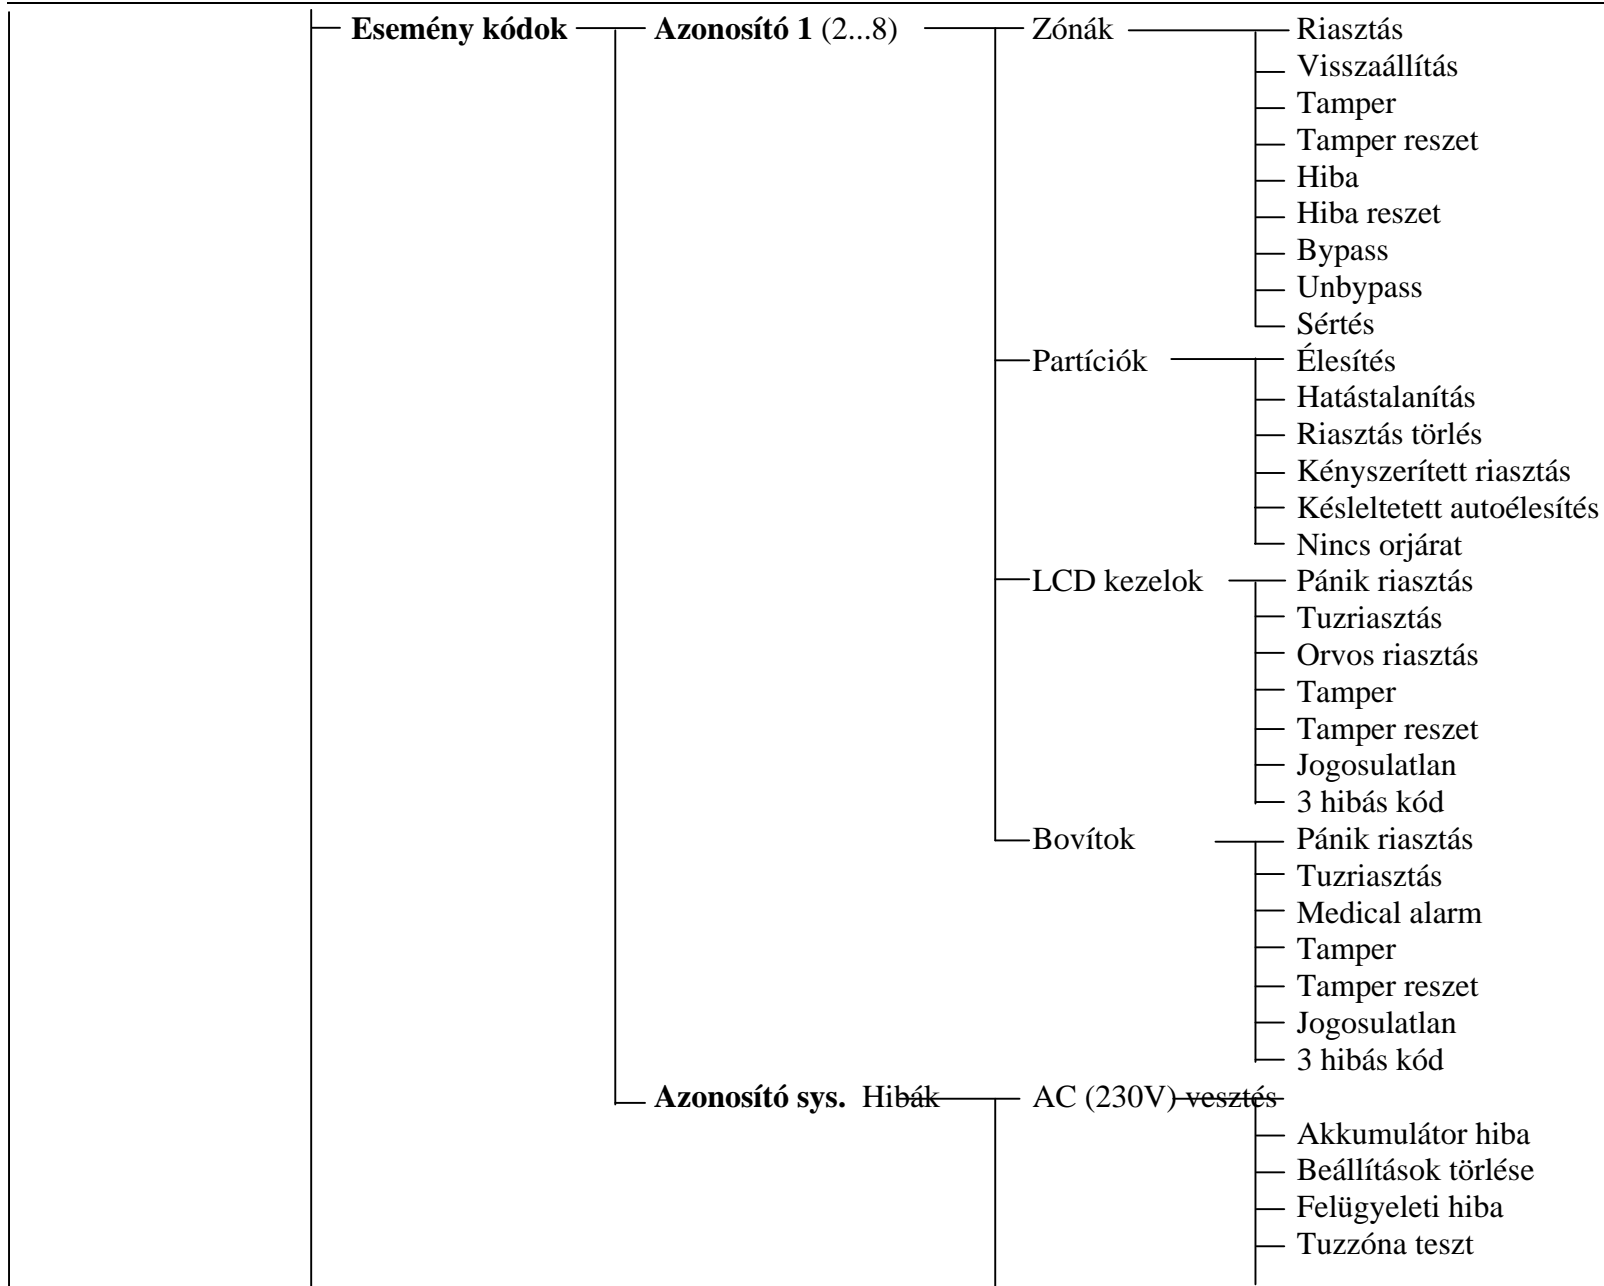 Esemény kódok Azonosító 1 (2...8) Zónák Riasztás
Visszaállítás
Tamper
Tamper reszet
Hiba
Hiba reszet
Bypass
Unbypass
Sértés
Partíciók Élesítés
Hatástalanítás
Riasztás törlés
Kényszerített riasztás
Késleltetett autoélesítés
Nincs orjárat
LCD kezelok Pánik riasztás
Tuzriasztás
Orvos riasztás
Tamper
Tamper reszet
Jogosulatlan
3 hibás kód
Bovítok Pánik riasztás
Tuzriasztás
Medical alarm
Tamper
Tamper reszet
Jogosulatlan
3 hibás kód
Azonosító sys. Hibák AC (230V) vesztés
Akkumulátor hiba
Beállítások törlése
Felügyeleti hiba
Tuzzóna teszt